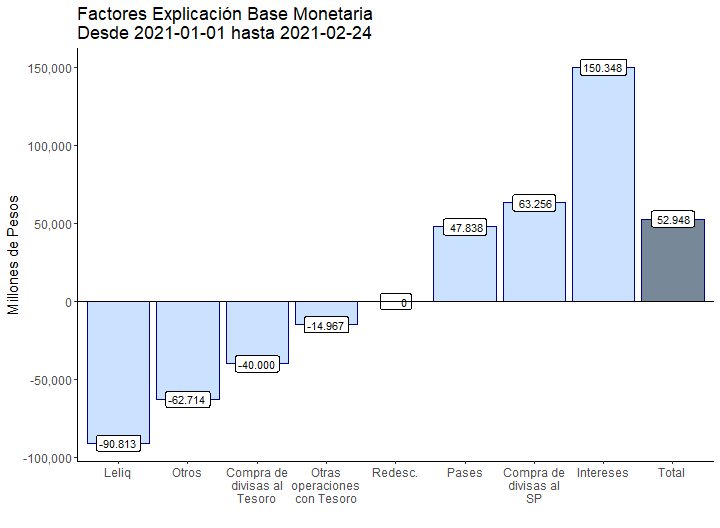 Factores Explicación Base Monetaria
Desde 2021-01-01 hasta 2021-02-24
Millones de Pesos
150,000
100,000
50,000
0
-50,000
-100,000
-90.813
-62.714
-40.000
-14.967
0
47.838
63.256
150.348
52.948
Leliq
Otros
Compra de
divisas al
Tesoro
Otras
operaciones
con Tesoro
Redesc.
Pases
Compra de
divisas al
SP
Intereses
Total